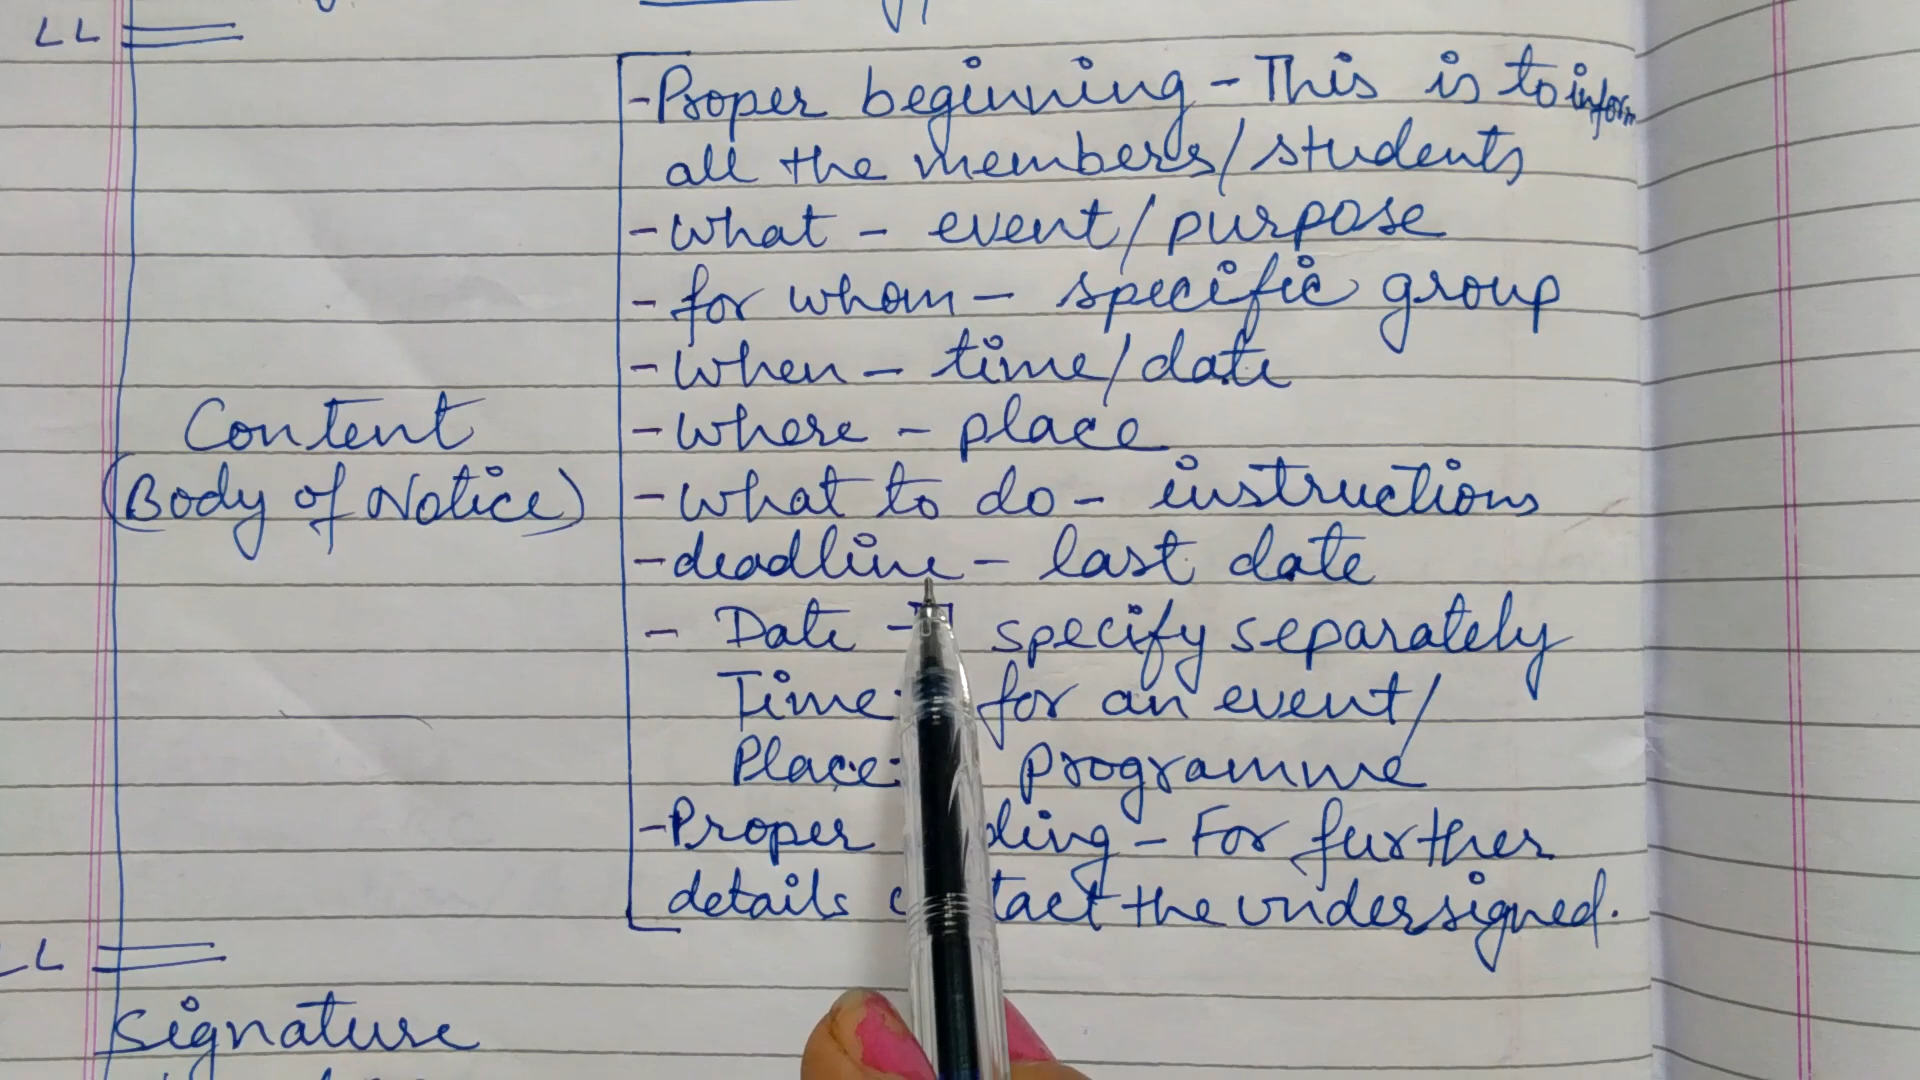 LL
-Proper beginning - This is to inform
all the members/students
- what - event/purpose
- for whom - specific group
- when - time/date
- where - place
Content
(Body of Notice)
- what to do - instructions
- deadline - last date
- Date - specify separately
Time: for an event/
Place: programme
-Proper - For further
details the undersigned.
LL
Signature